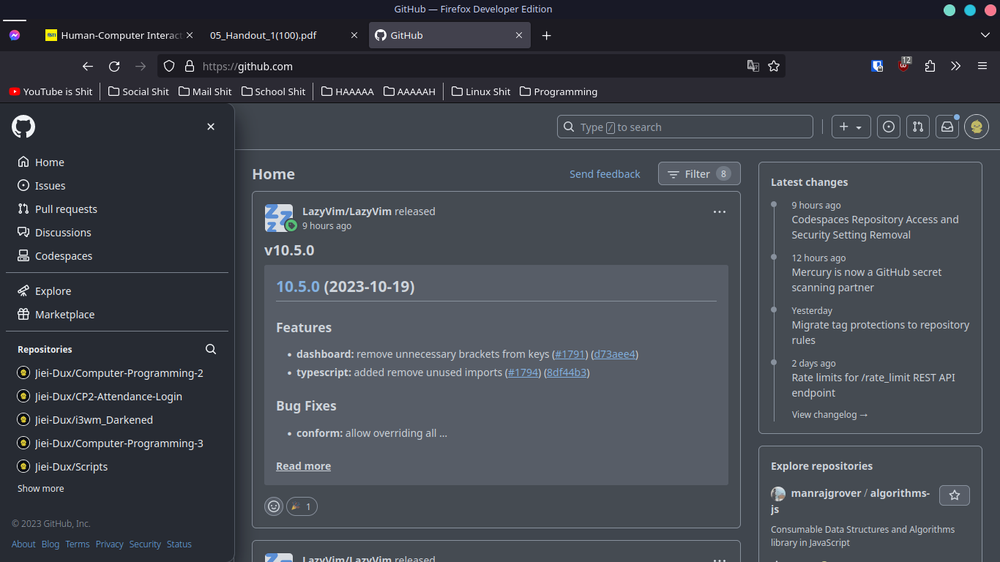 GitHub — Firefox Developer Edition
Human-Computer Interact
05_Handout_1(100).pdf
GitHub
https://github.com
12
YouTube is Shit
Social Shit
Mail Shit
School Shit
HAAAAA
AAAAAH
Linux Shit
Programming
Type / to search
Home
Issues
Pull requests
Discussions
Codespaces
Explore
Marketplace
Repositories
Jiei-Dux/Computer-Programming-2
Jiei-Dux/CP2-Attendance-Login
Jiei-Dux/i3wm_Darkened
Jiei-Dux/Computer-Programming-3
Jiei-Dux/Scripts
Show more
© 2023 GitHub, Inc.
About Blog Terms Privacy Security Status
Home
Send feedback
Filter 8
LazyVim/LazyVim released
9 hours ago
v10.5.0
10.5.0 (2023-10-19)
Features
• dashboard: remove unnecessary brackets from keys (#1791) (d73aee4)
• typescript: added remove unused imports (#1794) (8df44b3)
Bug Fixes
• conform: allow overriding all ...
Read more
1
LazyVim/LazyVim released
Latest changes
9 hours ago
Codespaces Repository Access and
Security Setting Removal
12 hours ago
Mercury is now a GitHub secret
scanning partner
Yesterday
Migrate tag protections to repository
rules
2 days ago
Rate limits for /rate_limit REST API
endpoint
View changelog →
Explore repositories
manrajgrover / algorithms-
js
Consumable Data Structures and Algorithms
library in JavaScript